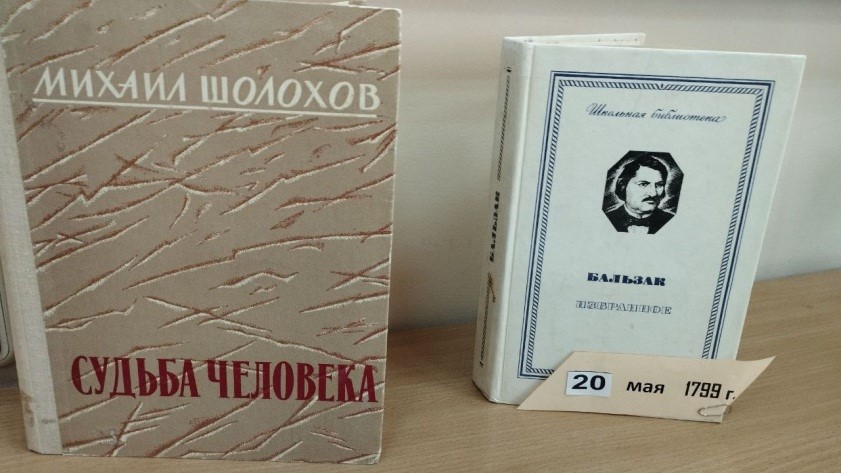 МИХАИЛ ШОЛОХОВ
СУДЬБА ЧЕЛОВЕКА
БАЛЬЗАК
Школьная библиотека
БАЛЬЗАК
ИЗБРАННОЕ
20 мая 1799 г.